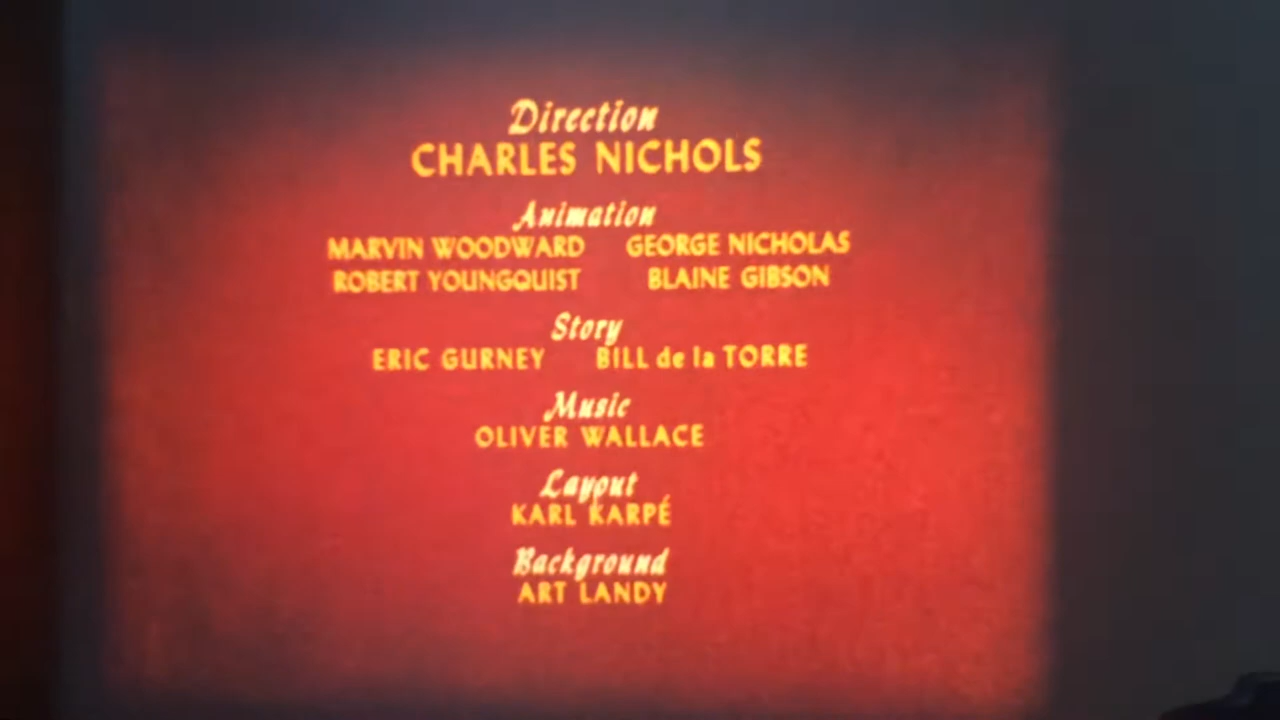 Direction
CHARLES NICHOLS
Animation
MARVIN WOODWARD GEORGE NICHOLAS
ROBERT YOUNGQUIST BLAINE GIBSON
Story
ERIC GURNEY BILL de la TORRE
Music
OLIVER WALLACE
Layout
KARL KARPÉ
Background
ART LANDY